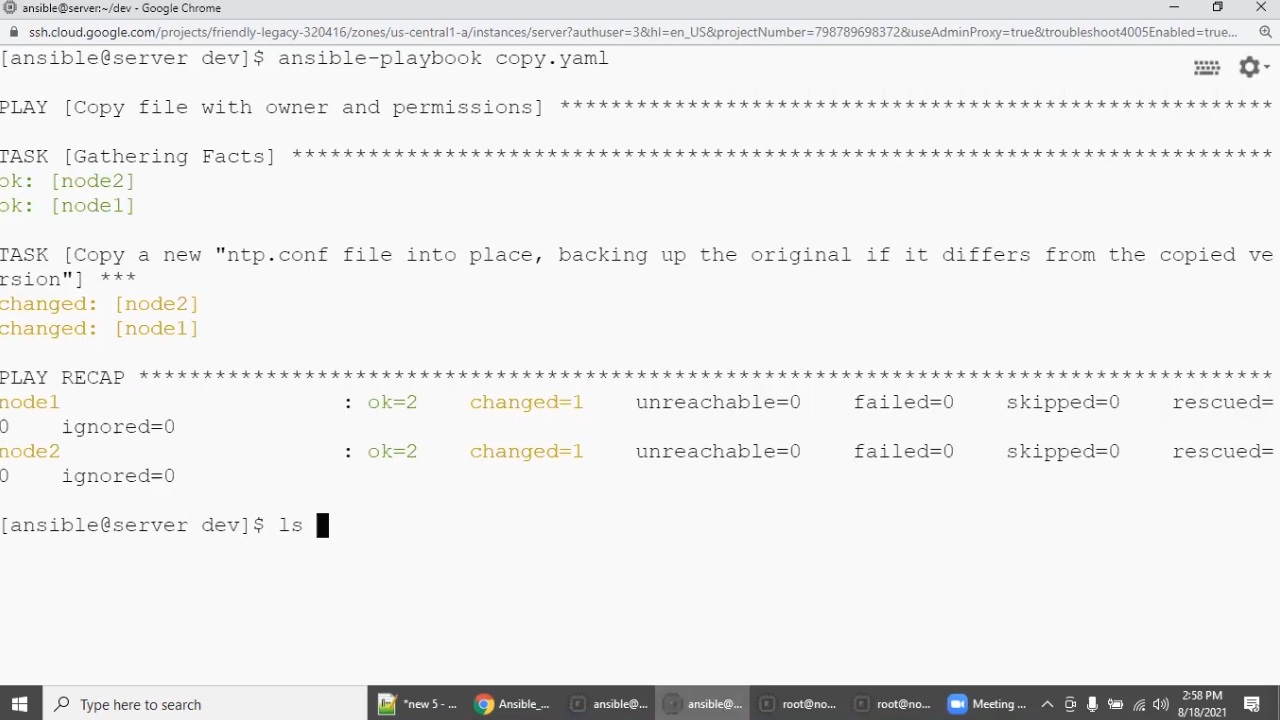 ansible@server:~/dev - Google Chrome
ssh.cloud.google.com/projects/friendly-legacy-320416/zones/us-central1-a/instances/server?authuser=3&hl=en_US&projectNumber=798789698372&useAdminProxy=true&troubleshoot4005Enabled=true...
[ansible@server dev]$ ansible-playbook copy.yaml
PLAY [Copy file with owner and permissions] ********************************************************
TASK [Gathering Facts] *****************************************************************************
ok: [node2]
ok: [node1]
TASK [Copy a new "ntp.conf file into place, backing up the original if it differs from the copied ve
rsion"] ***
changed: [node2]
changed: [node1]
PLAY RECAP *****************************************************************************************
node1 : ok=2 changed=1 unreachable=0 failed=0 skipped=0 rescued=
0 ignored=0
node2 : ok=2 changed=1 unreachable=0 failed=0 skipped=0 rescued=
0 ignored=0
[ansible@server dev]$ ls
Type here to search
*new 5 - ...
Ansible_...
ansible@...
ansible@...
root@no...
root@no...
Meeting ...
2:58 PM
8/18/2021